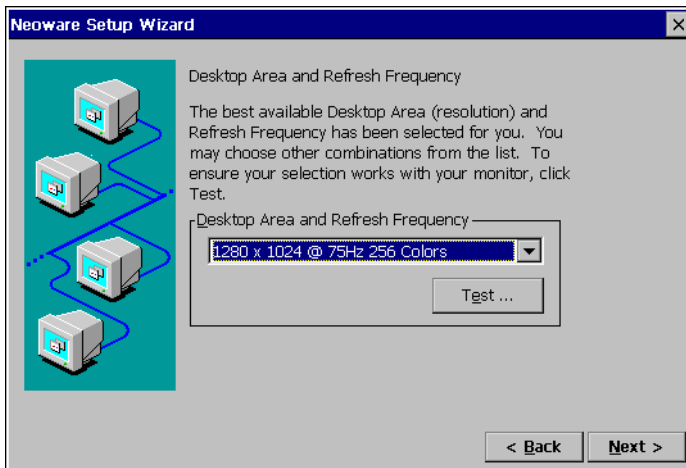 Neoware Setup Wizard
Desktop Area and Refresh Frequency
The best available Desktop Area (resolution) and
Refresh Frequency has been selected for you. You
may choose other combinations from the list. To
ensure your selection works with your monitor, click
Test.
Desktop Area and Refresh Frequency
1280 x 1024 @ 75Hz 256 Colors
Test ...
< Back Next >